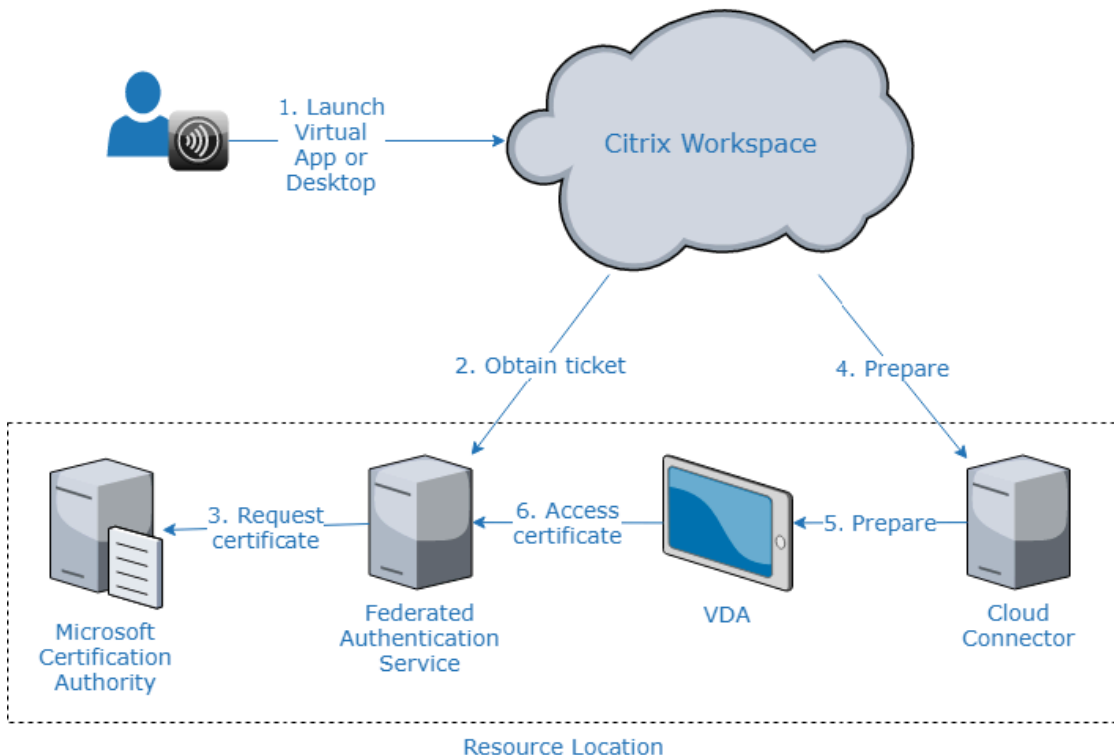 1. Launch
Virtual
App or
Desktop
Citrix Workspace
2. Obtain ticket
4. Prepare
3. Request
certificate
6. Access
certificate
5. Prepare
Microsoft
Certification
Authority
Federated
Authentication
Service
VDA
Cloud
Connector
Resource Location